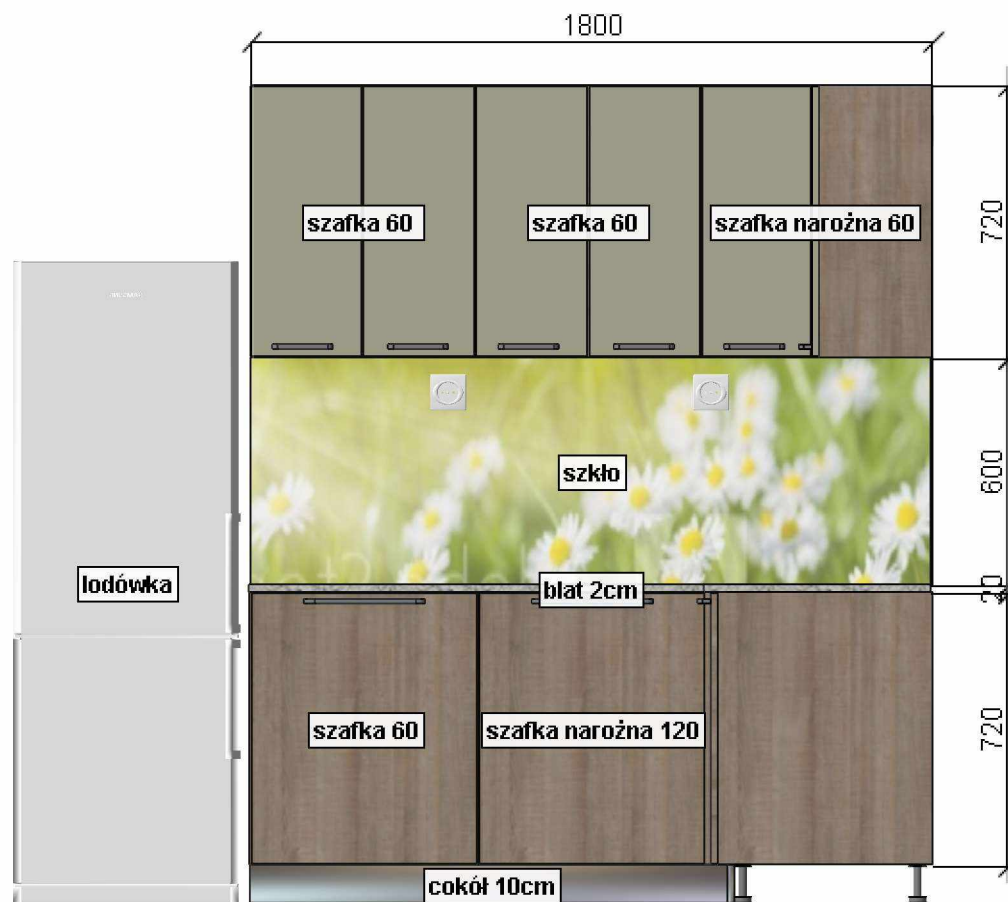 1800
szafka 60
szafka 60
szafka narożna 60
720
szkło
600
lodówka
blat 2cm
20
szafka 60
szafka narożna 120
720
cokół 10cm